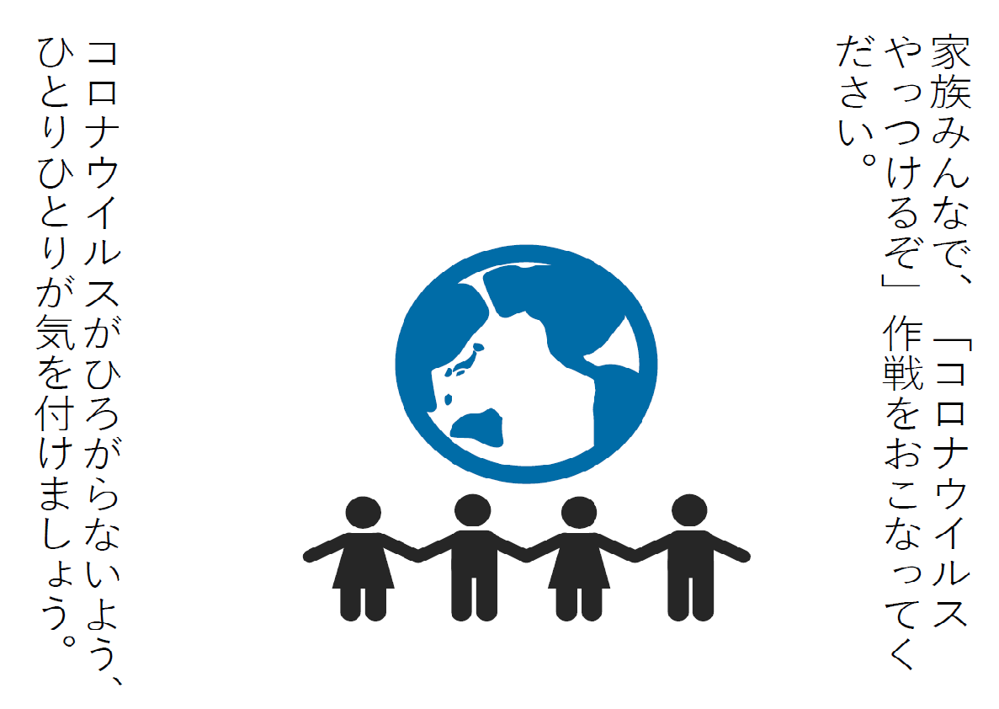 家族みんなで、「コロナウイルス
やっつけるぞ」作戦をおこなってく
ださい。
コロナウイルスがひろがらないよう、
ひとりひとりが気を付けましょう。